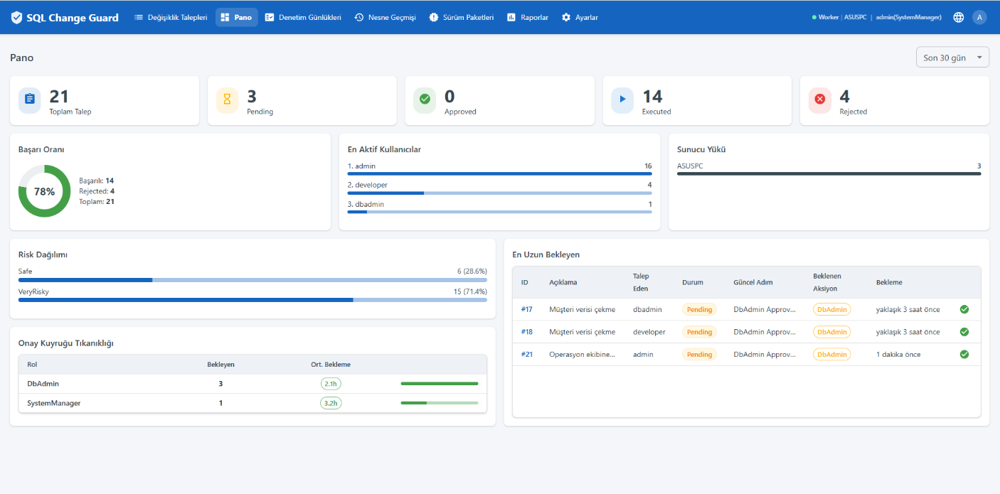 SQL Change Guard Değişiklik Talepleri Pano Denetim Günlükleri Nesne Geçmişi Sürüm Paketleri Raporlar Ayarlar Worker | ASUSPC | admin(SystemManager) A
Pano Son 30 gün
21
Toplam Talep
3
Pending
0
Approved
14
Executed
4
Rejected
Başarı Oranı
78%
Başarılı: 14
Rejected: 4
Toplam: 21
En Aktif Kullanıcılar
1. admin 16
2. developer 4
3. dbadmin 1
Sunucu Yükü
ASUSPC 3
Risk Dağılımı
Safe 6 (28.6%)
VeryRisky 15 (71.4%)
Onay Kuyruğu Tıkanıklığı
Rol Bekleyen Ort. Bekleme
DbAdmin 3 2.1h
SystemManager 1 3.2h
En Uzun Bekleyen
ID Açıklama Talep Eden Durum Güncel Adım Beklenen Aksiyon Bekleme
#17 Müşteri verisi çekme dbadmin Pending DbAdmin Approv... DbAdmin yaklaşık 3 saat önce
#18 Müşteri verisi çekme developer Pending DbAdmin Approv... DbAdmin yaklaşık 3 saat önce
#21 Operasyon ekibine... admin Pending DbAdmin Approv... DbAdmin 1 dakika önce